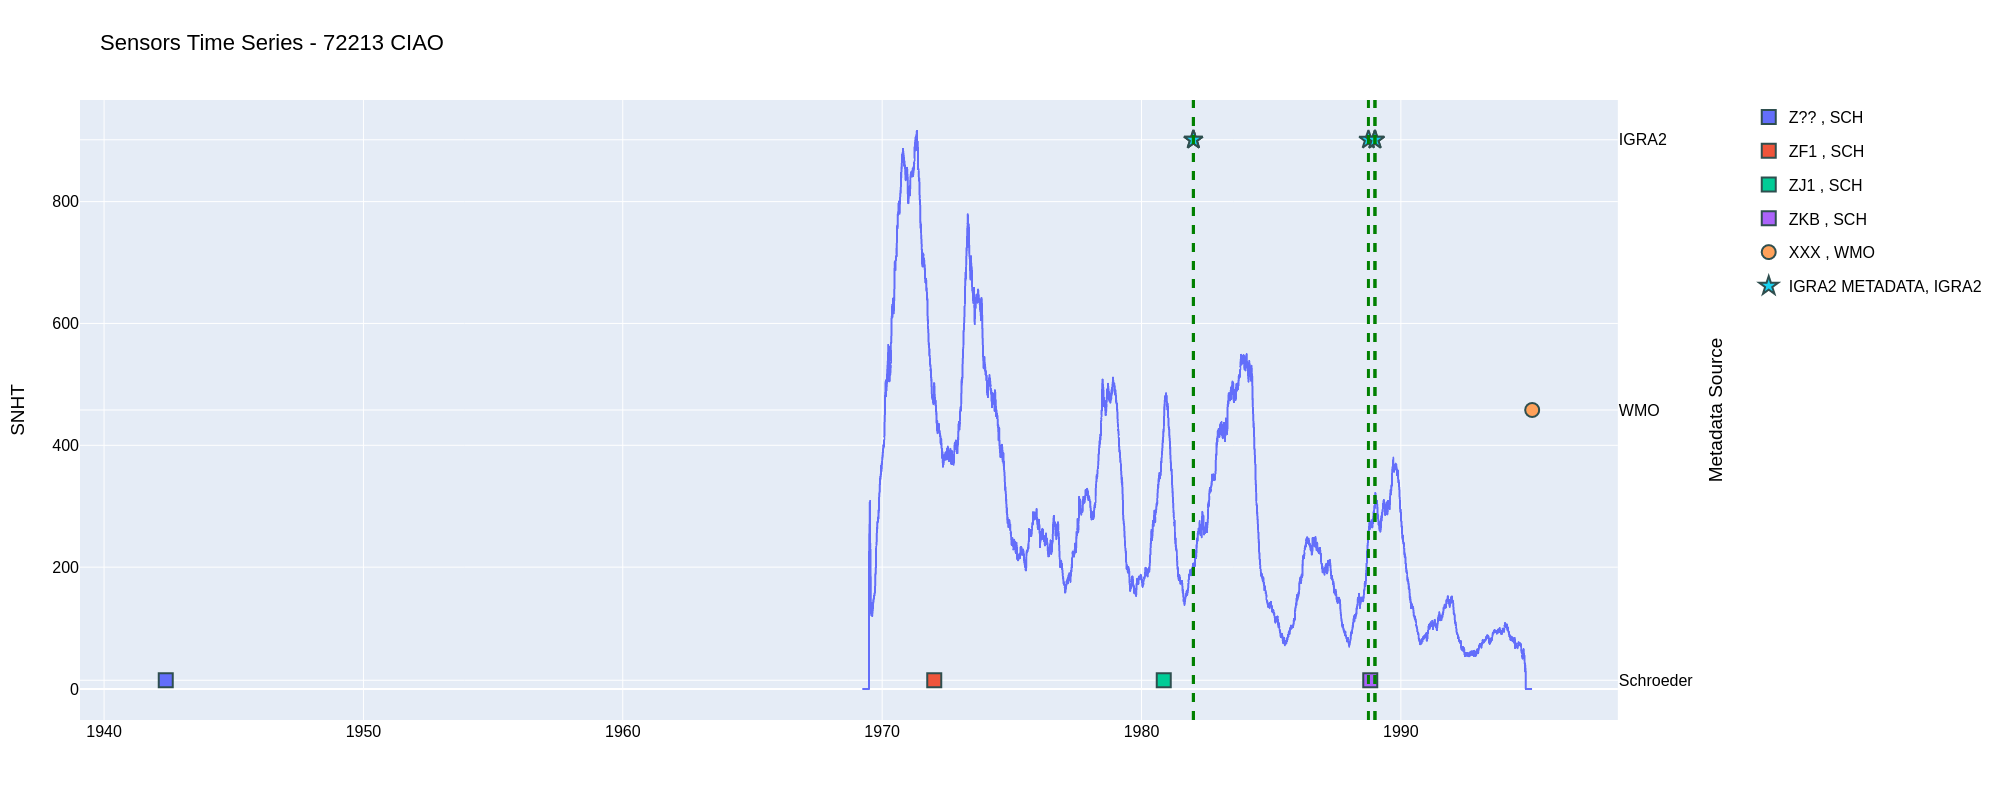 Sensors Time Series - 72213 CIAO
SNHT
800
600
400
200
0
1940
1950
1960
1970
1980
1990
IGRA2
WMO
Schroeder
Metadata Source
Z?? , SCH
ZF1 , SCH
ZJ1 , SCH
ZKB , SCH
XXX , WMO
IGRA2 METADATA, IGRA2